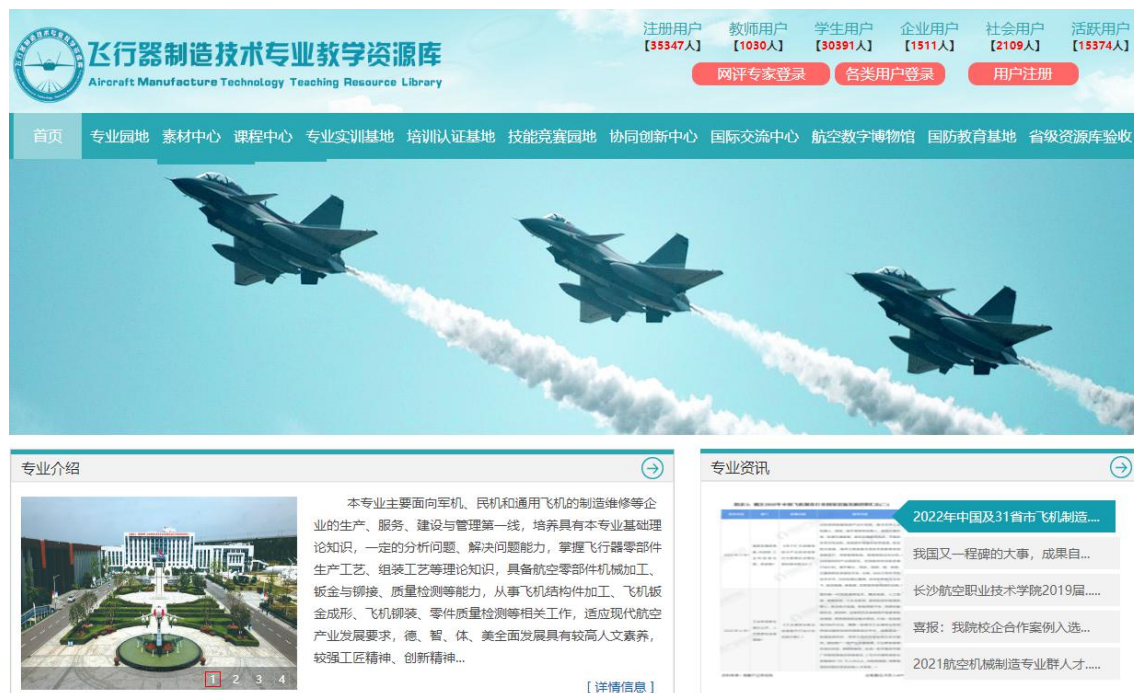 注册用户 教师用户 学生用户 企业用户 社会用户 活跃用户
【35347人】 【1030人】 【30391人】 【1511人】 【2109人】 【15374人】
飞行器制造技术专业教学资源库
Aircraft Manufacture Technology Teaching Resource Library
网评专家登录 各类用户登录 用户注册
首页 专业园地 素材中心 课程中心 专业实训基地 培训认证基地 技能竞赛园地 协同创新中心 国际交流中心 航空数字博物馆 国防教育基地 省级资源库验收
专业介绍
本专业主要面向军机、民机和通用飞机的制造维修等企
业的生产、服务、建设与管理第一线，培养具有本专业基础理
论知识，一定的分析问题、解决问题能力，掌握飞行器零部件
生产工艺、组装工艺等理论知识，具备航空零部件机械加工、
钣金与铆接、质量检测等能力，从事飞机结构件加工、飞机钣
金成形、飞机铆装、零件质量检测等相关工作，适应现代航空
产业发展要求，德、智、体、美全面发展具有较高人文素养，
较强工匠精神、创新精神...
1 2 3 4
[ 详情信息 ]
专业资讯
2022年中国及31省市飞机制造....
我国又一程碑的大事，成果自...
长沙航空职业技术学院2019届.....
喜报：我院校企合作案例入选...
2021航空机械制造专业群人才.....